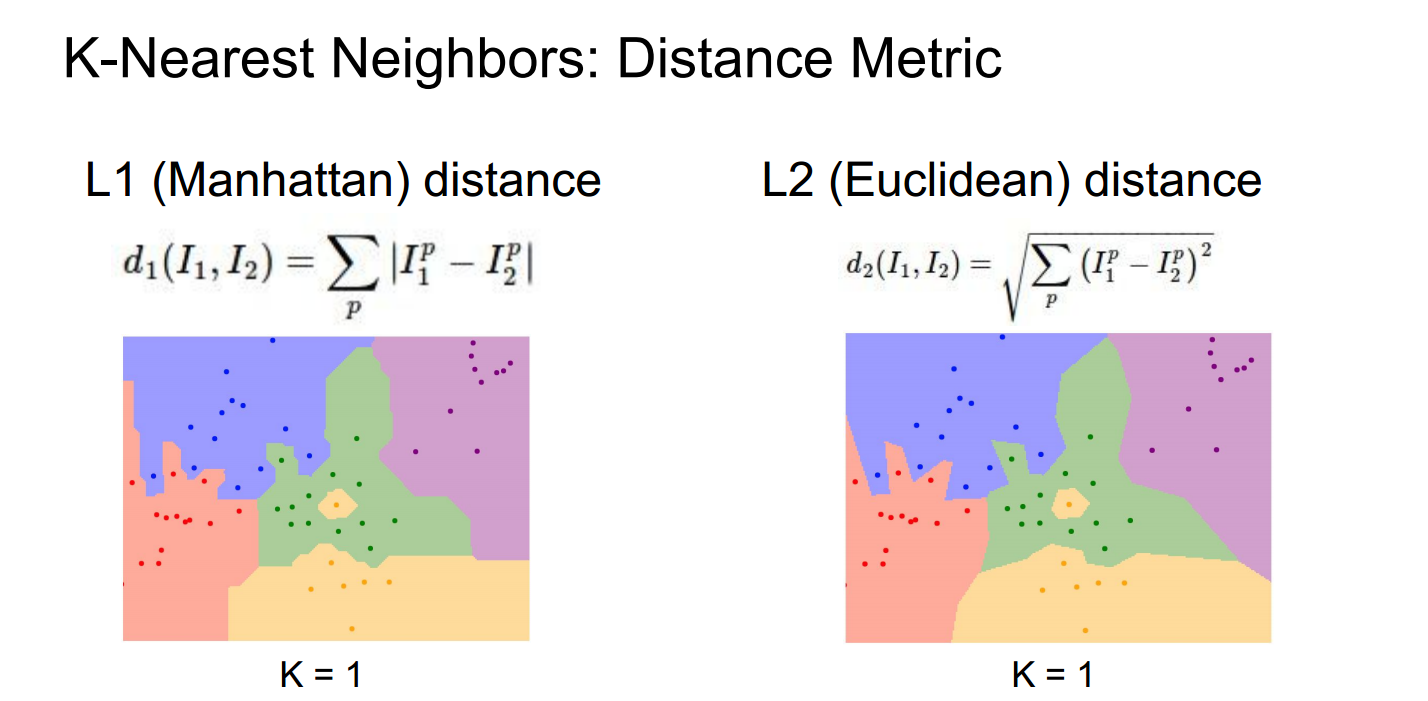 K-Nearest Neighbors: Distance Metric
L1 (Manhattan) distance
d₁(I₁, I₂) = ∑ₚ |I₁ᵖ − I₂ᵖ|
K = 1
L2 (Euclidean) distance
d₂(I₁, I₂) = √(∑ₚ (I₁ᵖ − I₂ᵖ)²)
K = 1